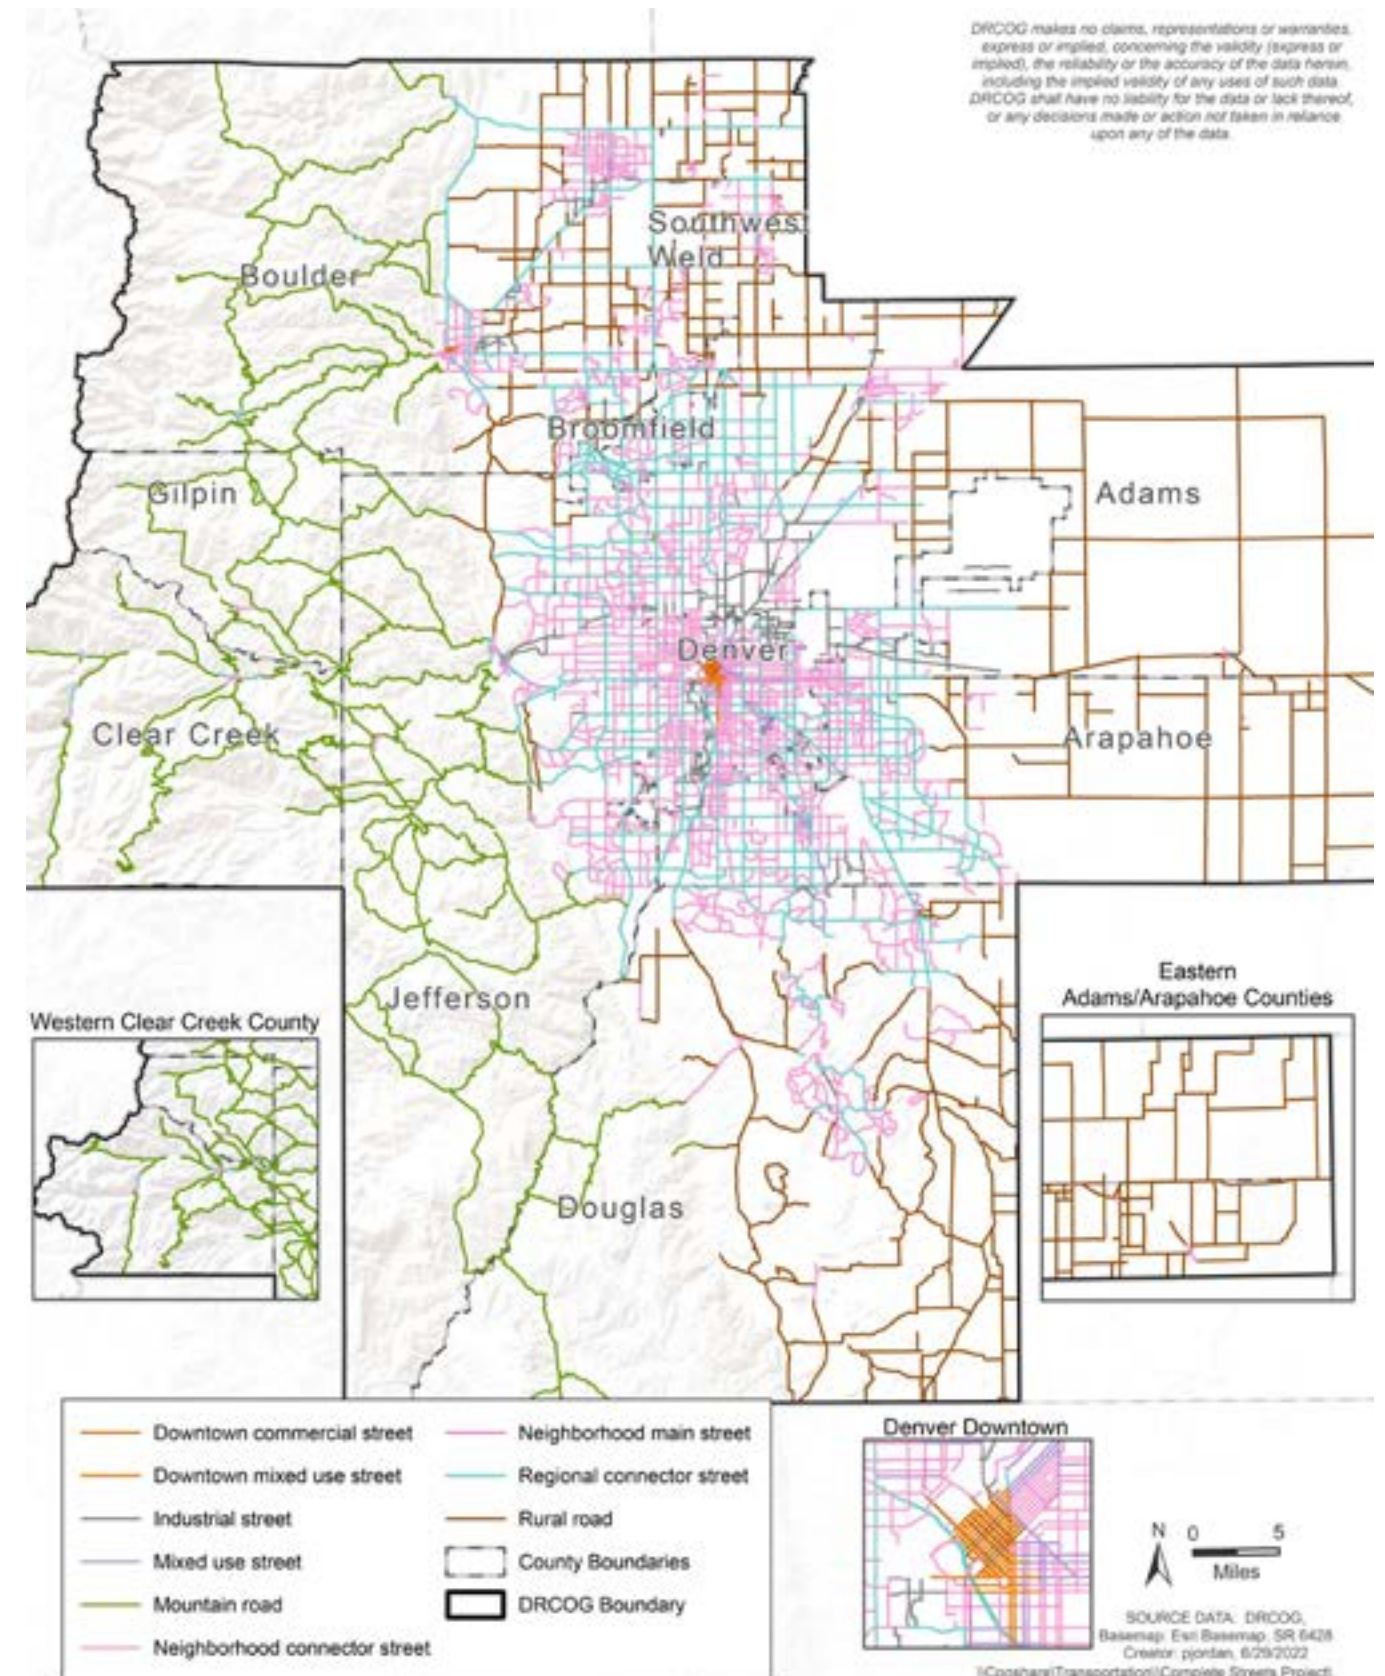 DRCOG makes no claims, representations or warranties,
express or implied, concerning the validity (express or
implied), the reliability or the accuracy of the data herein,
including the implied validity of any uses of such data.
DRCOG shall have no liability for the data or lack thereof,
or any decisions made or action not taken in reliance
upon any of the data.
Southwest
Weld
Boulder
Broomfield
Gilpin
Adams
Denver
Clear Creek
Arapahoe
Jefferson
Douglas
Western Clear Creek County
Eastern
Adams/Arapahoe Counties
Downtown commercial street
Downtown mixed use street
Industrial street
Mixed use street
Mountain road
Neighborhood connector street
Neighborhood main street
Regional connector street
Rural road
County Boundaries
DRCOG Boundary
Denver Downtown
N
0 5
Miles
SOURCE DATA: DRCOG,
Basemap: Esri Basemap, SR 6428
Creator: pjordan, 6/29/2022
\\Cogshare\Transportation\Complete Streets Project\